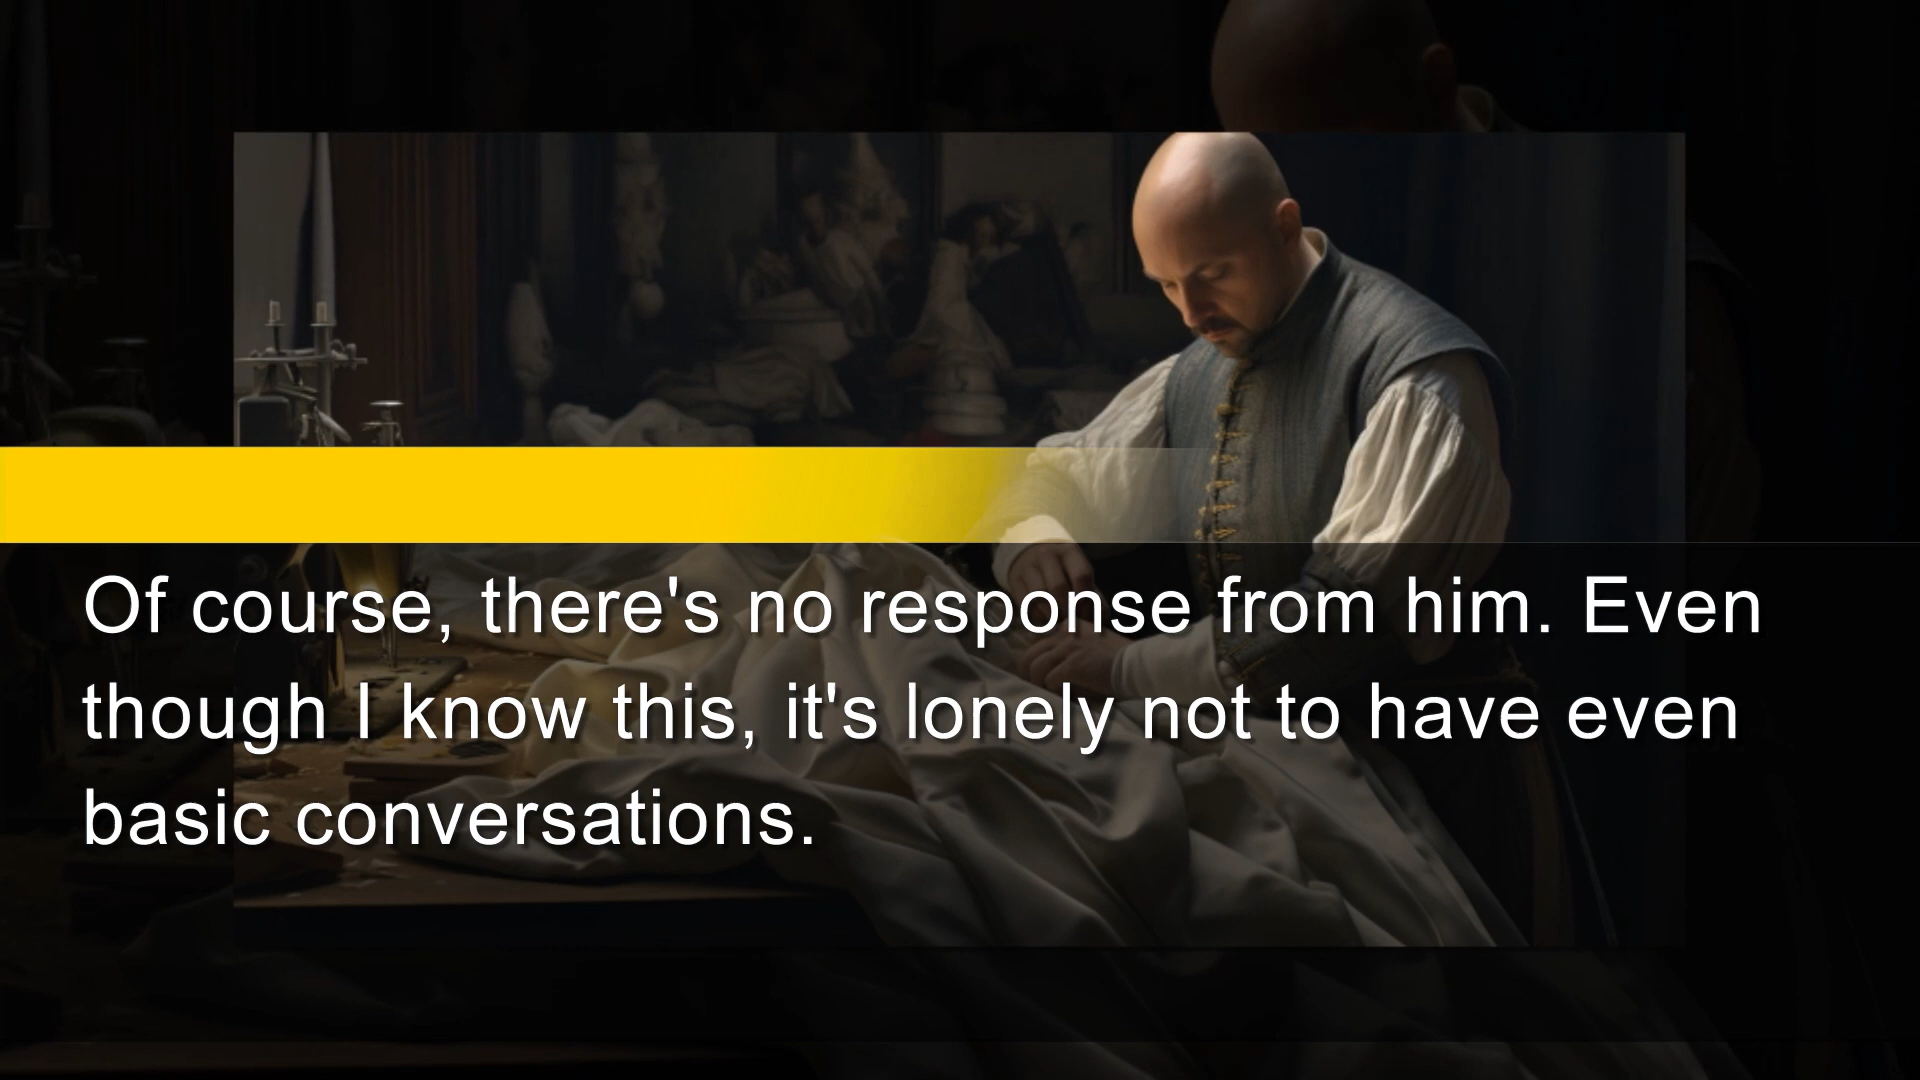 Of course, there's no response from him. Even
though I know this, it's lonely not to have even
basic conversations.